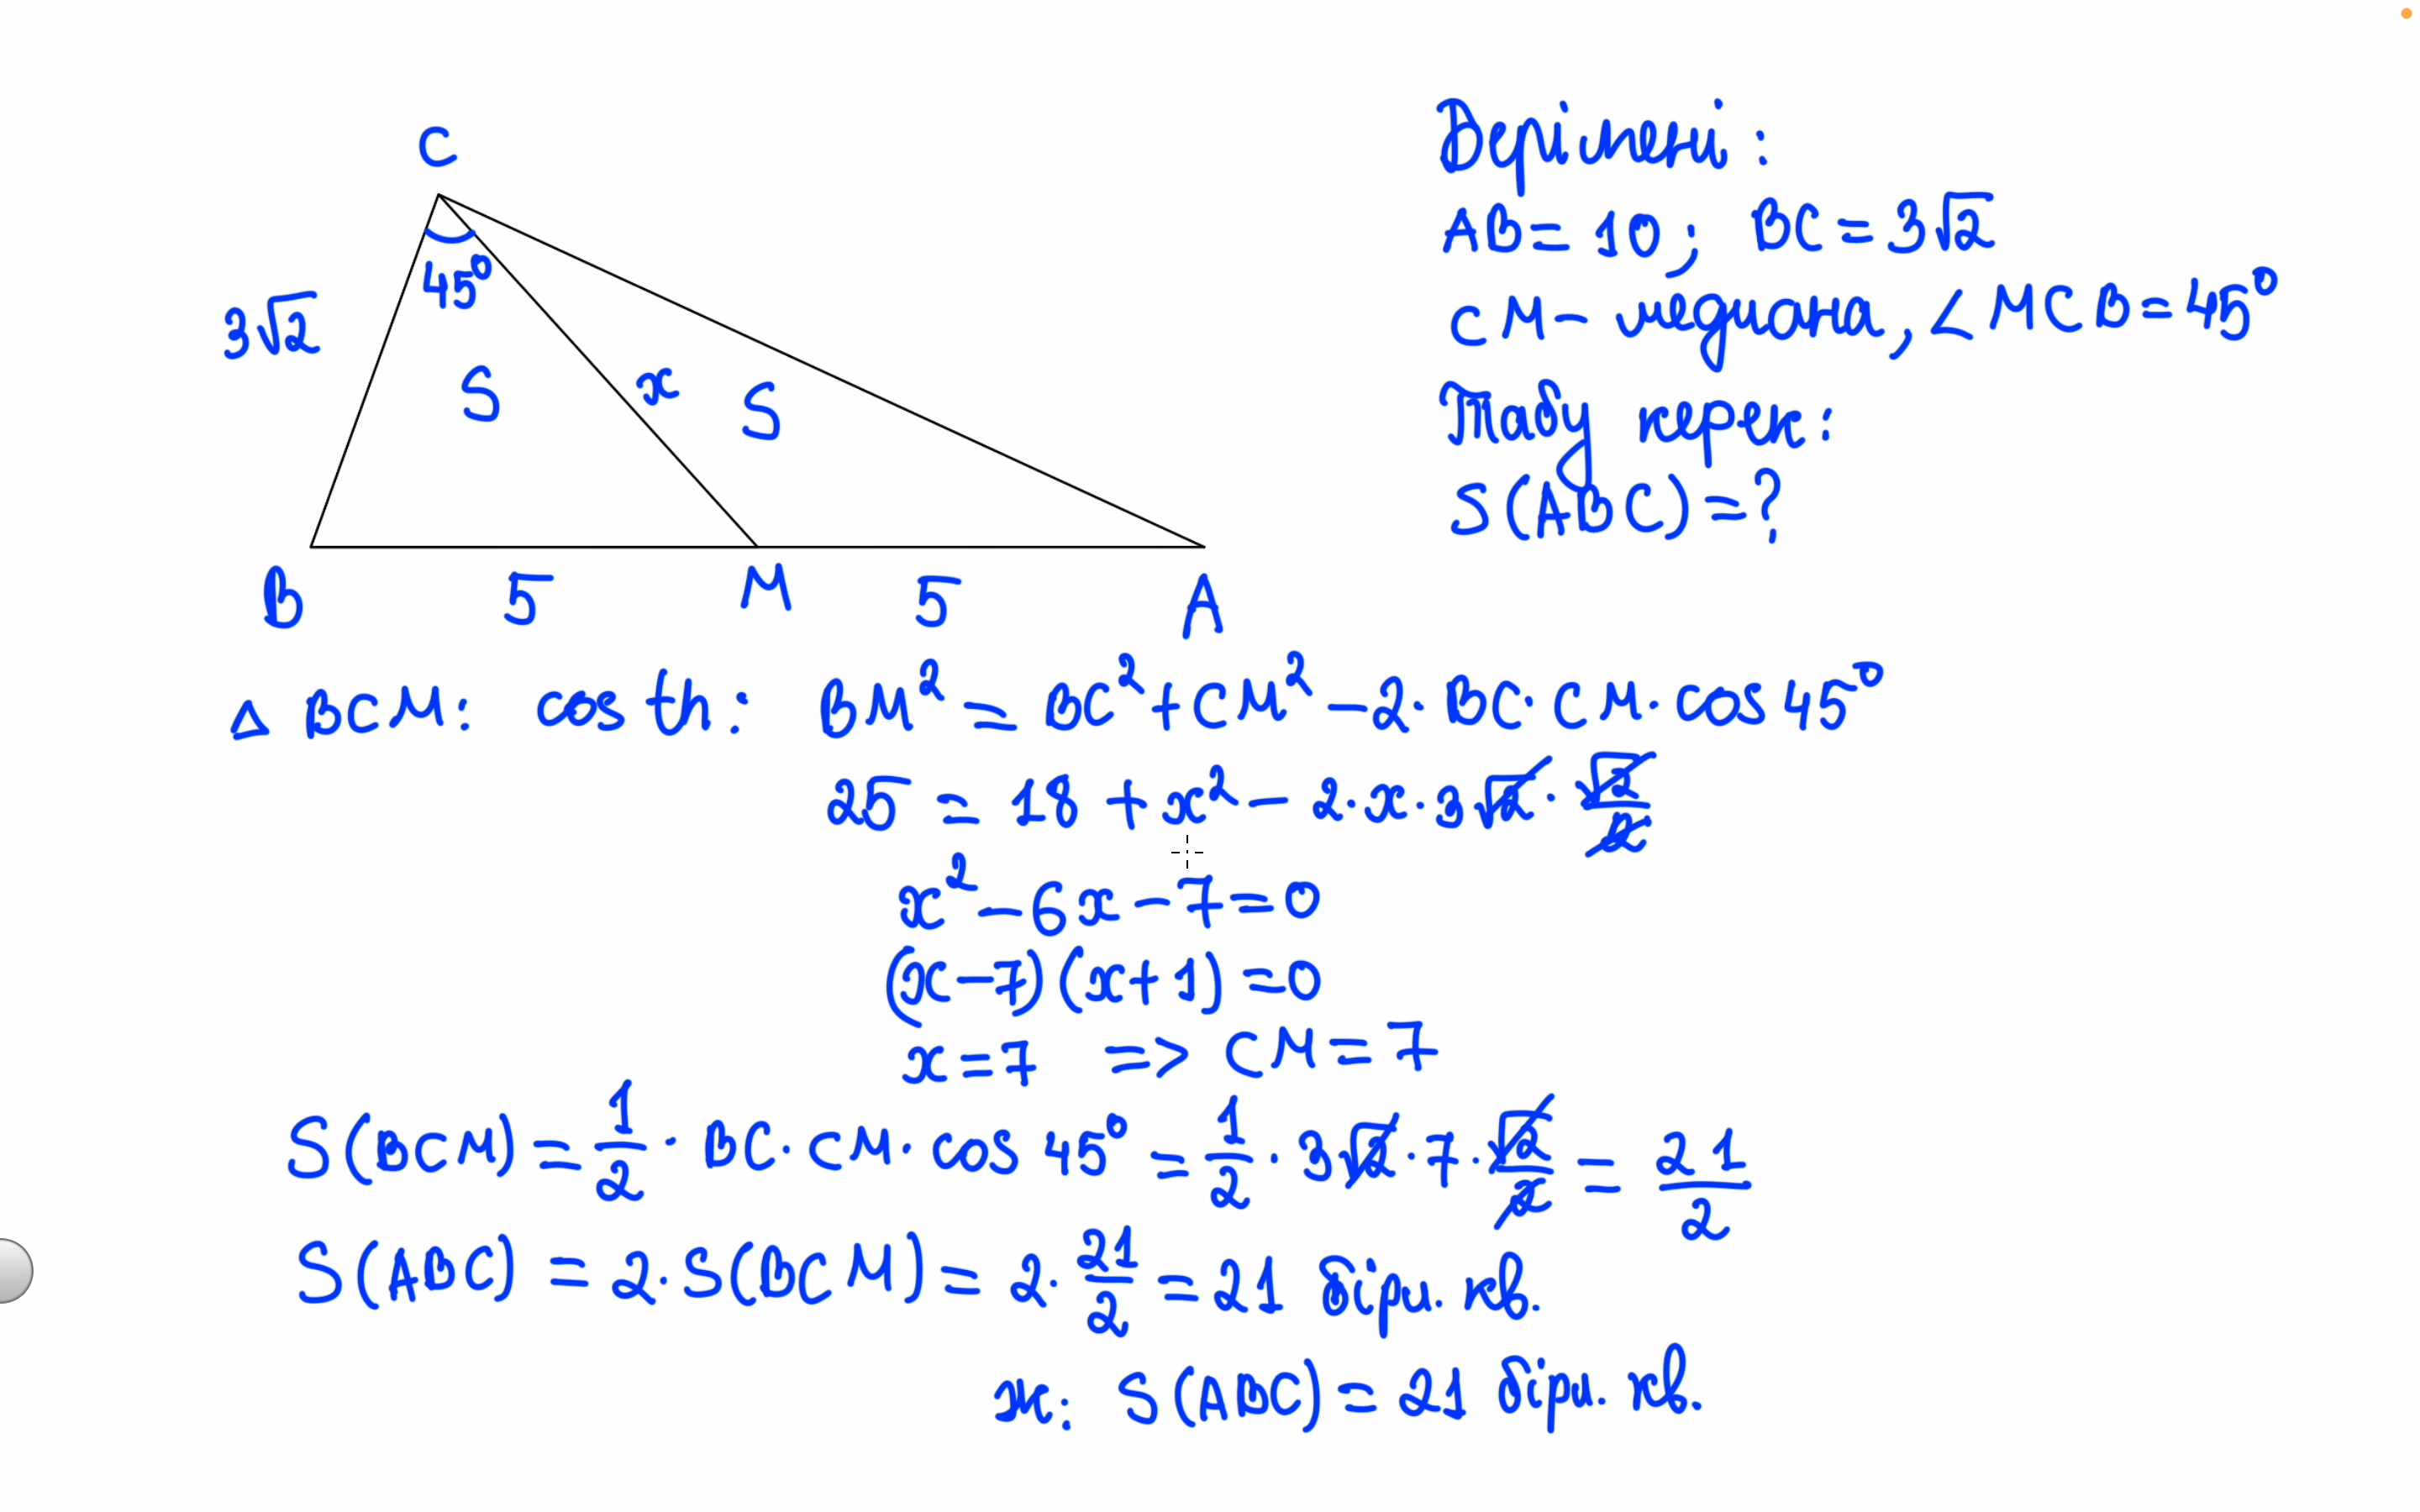 C
45°
3√2
S
x
S
B
5
M
5
A
Берілгені:
AB = 10; BC = 3√2
CM – медиана, ∠MCB = 45°
Табу керек:
S(ABC) = ?
△ BCM: cos th: BM² = BC² + CM² – 2 · BC · CM · cos 45°
25 = 18 + x² – 2 · x · 3√2 · √2/2
x² – 6x – 7 = 0
(x – 7)(x + 1) = 0
x = 7 => CM = 7
S(BCM) = 1/2 · BC · CM · cos 45° = 1/2 · 3√2 · 7 · √2/2 = 21/2
S(ABC) = 2 · S(BCM) = 2 · 21/2 = 21 бірл. кв.
Ж: S(ABC) = 21 бірл. кв.